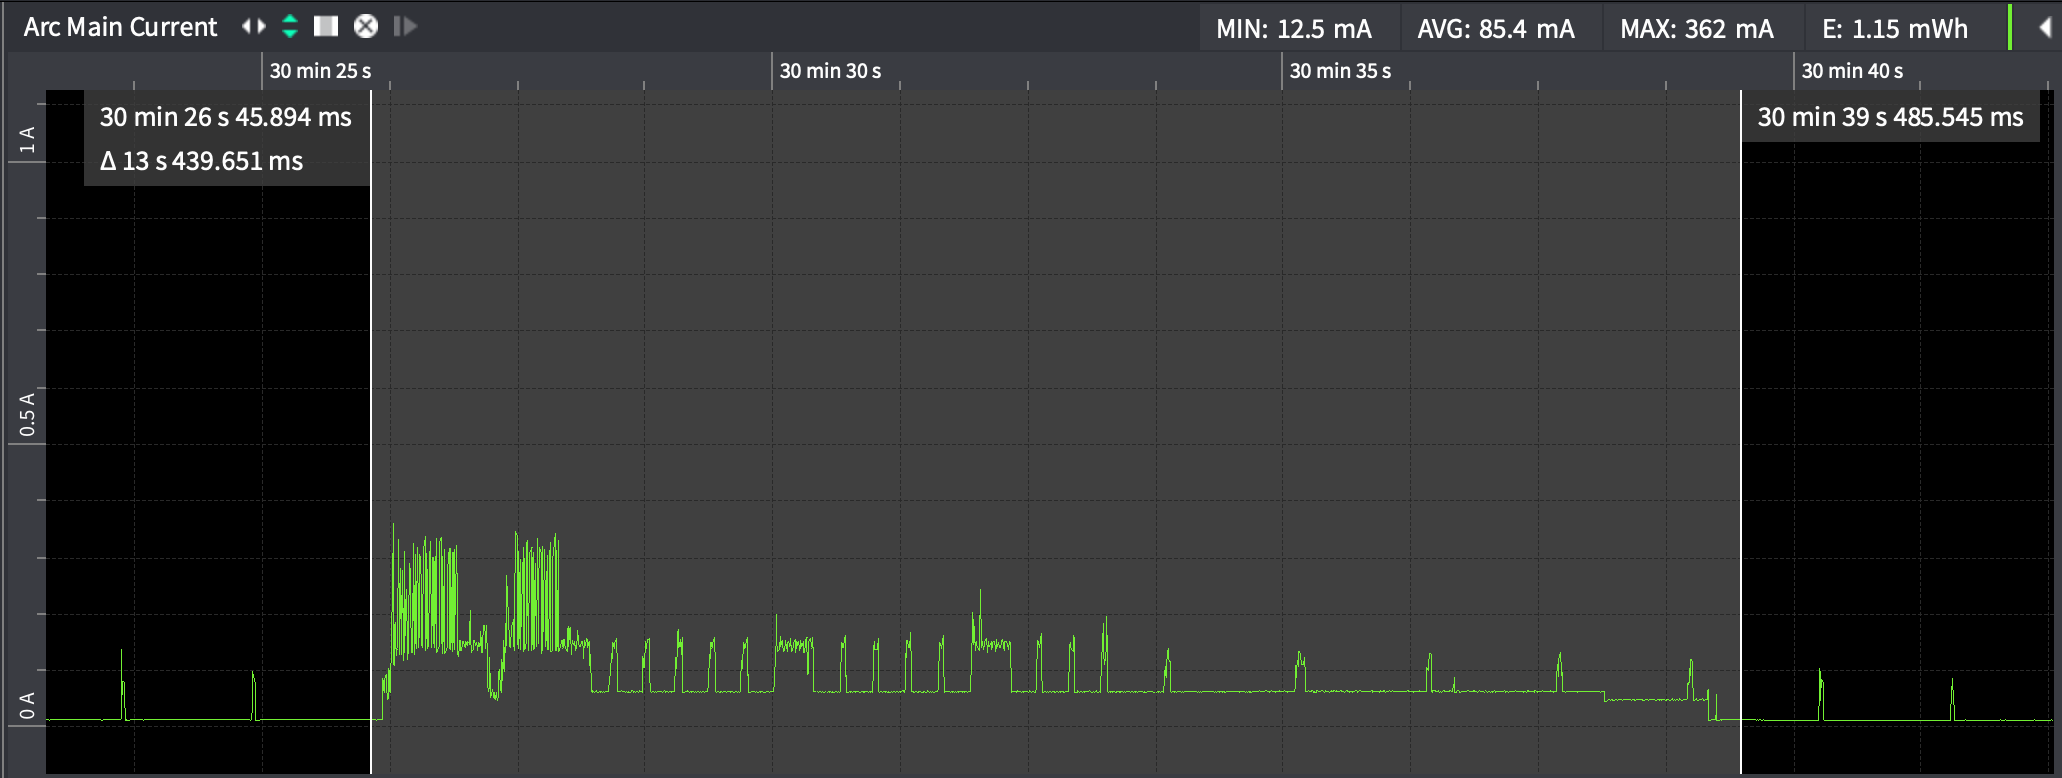 Arc Main Current
MIN: 12.5 mA
AVG: 85.4 mA
MAX: 362 mA
E: 1.15 mWh
30 min 25 s
30 min 30 s
30 min 35 s
30 min 40 s
30 min 26 s 45.894 ms
Δ 13 s 439.651 ms
30 min 39 s 485.545 ms
1 A
0.5 A
0 A